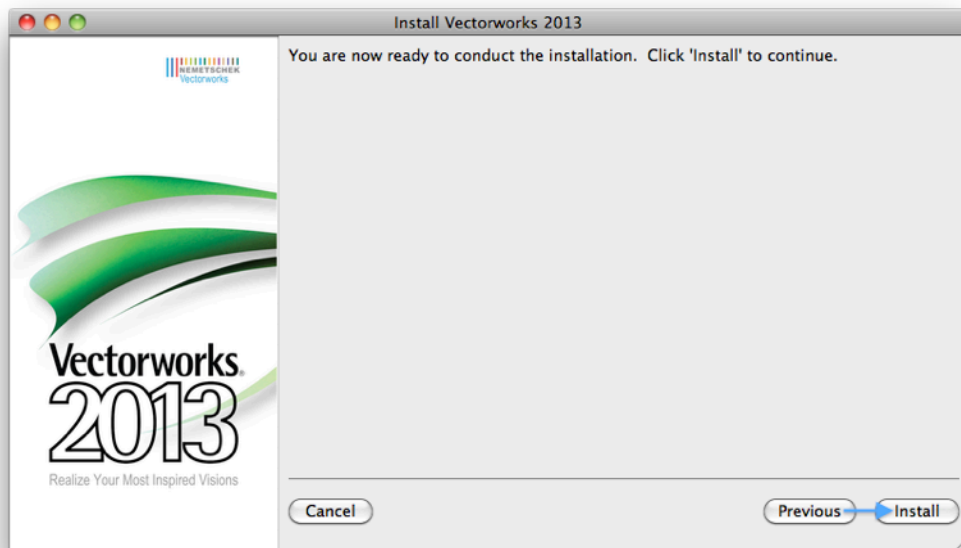 Install Vectorworks 2013
NEMETSCHEK
Vectorworks
You are now ready to conduct the installation.  Click 'Install' to continue.
Vectorworks®
2013
Realize Your Most Inspired Visions
Cancel
Previous
Install